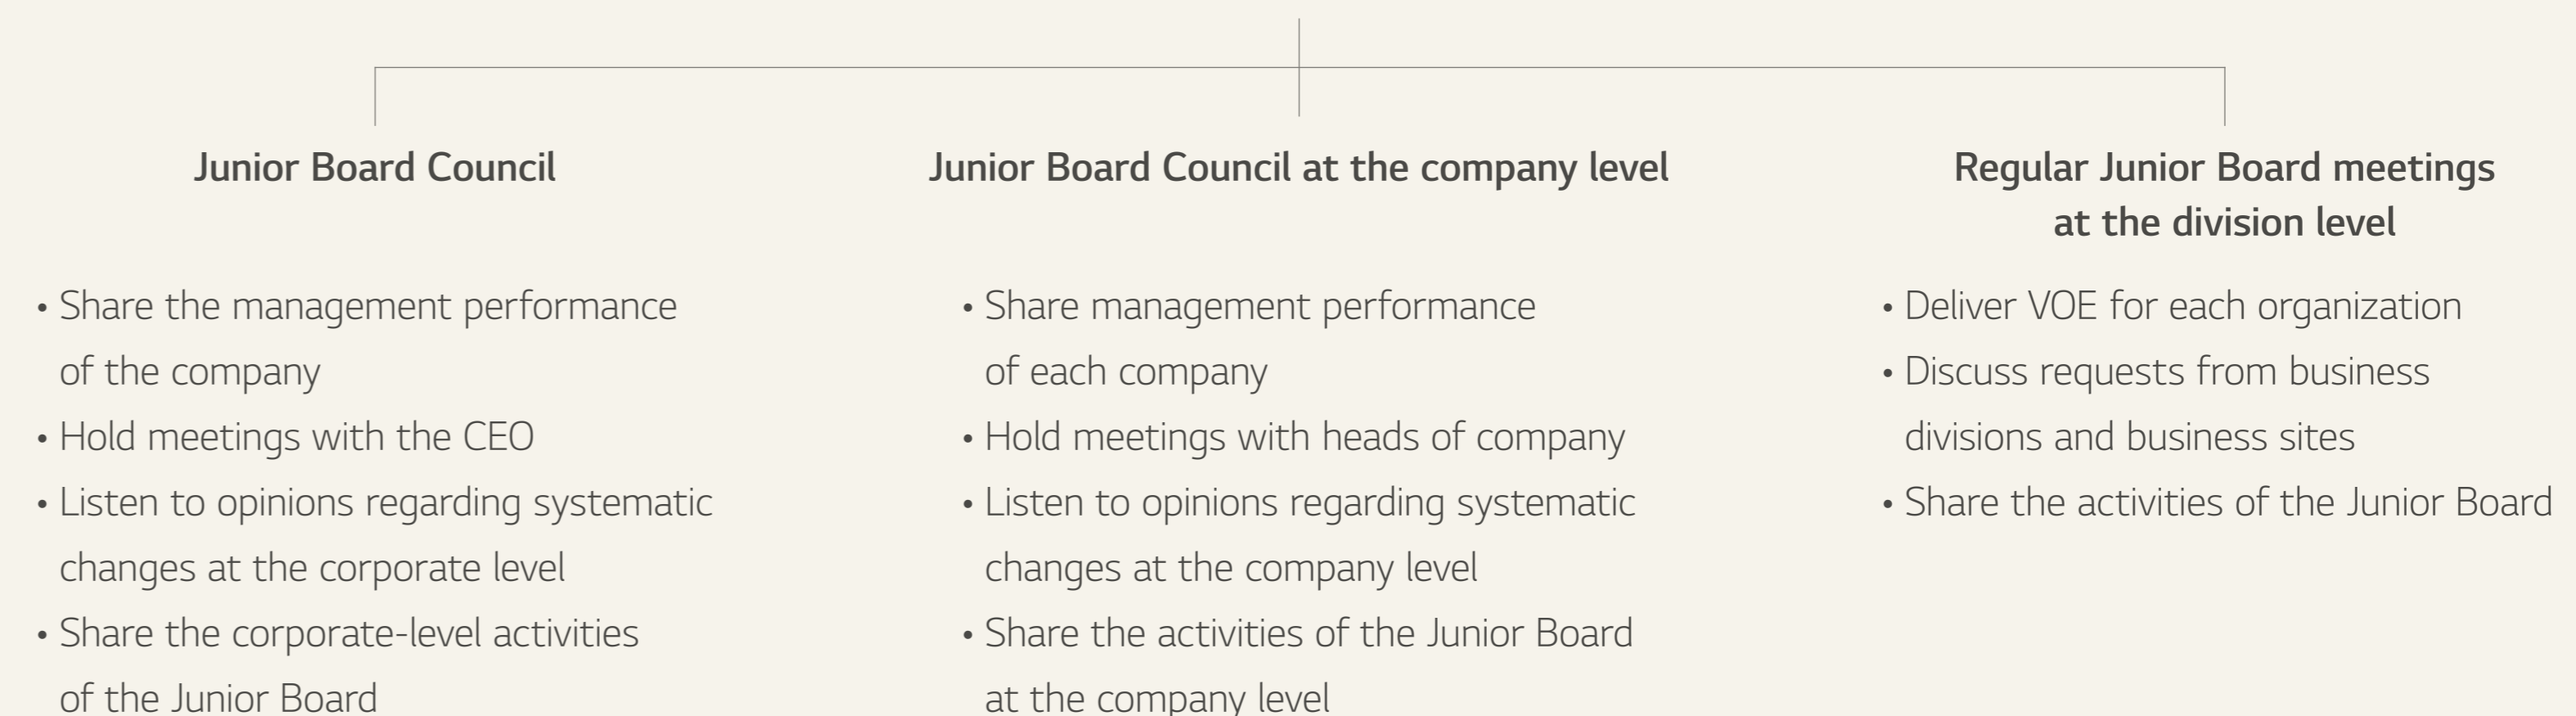 Junior Board Council
• Share the management performance
of the company
• Hold meetings with the CEO
• Listen to opinions regarding systematic
changes at the corporate level
• Share the corporate-level activities
of the Junior Board
Junior Board Council at the company level
• Share management performance
of each company
• Hold meetings with heads of company
• Listen to opinions regarding systematic
changes at the company level
• Share the activities of the Junior Board
at the company level
Regular Junior Board meetings
at the division level
• Deliver VOE for each organization
• Discuss requests from business
divisions and business sites
• Share the activities of the Junior Board